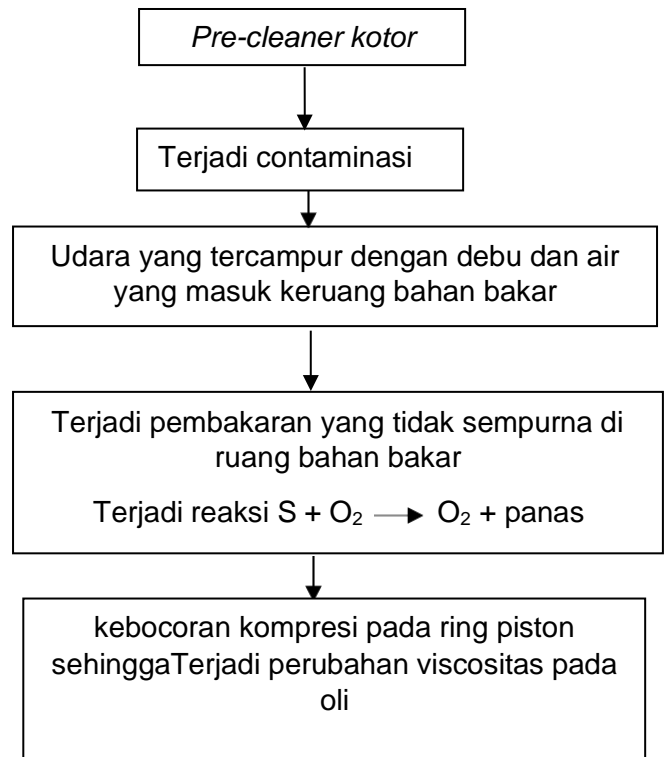 Pre-cleaner kotor
Terjadi contaminasi
Udara yang tercampur dengan debu dan air
yang masuk keruang bahan bakar
Terjadi pembakaran yang tidak sempurna di
ruang bahan bakar
Terjadi reaksi S + O₂ → O₂ + panas
kebocoran kompresi pada ring piston
sehinggaTerjadi perubahan viscositas pada
oli